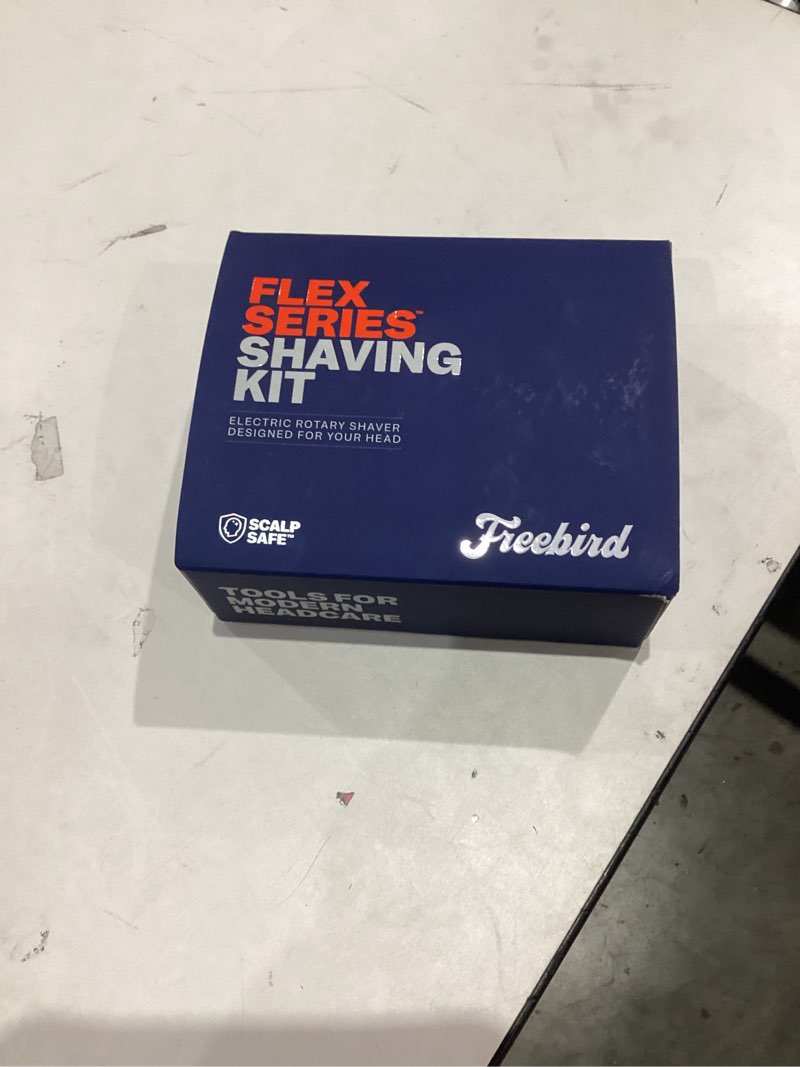 FLEX
SERIES™
SHAVING
KIT
ELECTRIC ROTARY SHAVER
DESIGNED FOR YOUR HEAD
SCALP
SAFE™
Freebird
TOOLS FOR
MODERN
HEADCARE